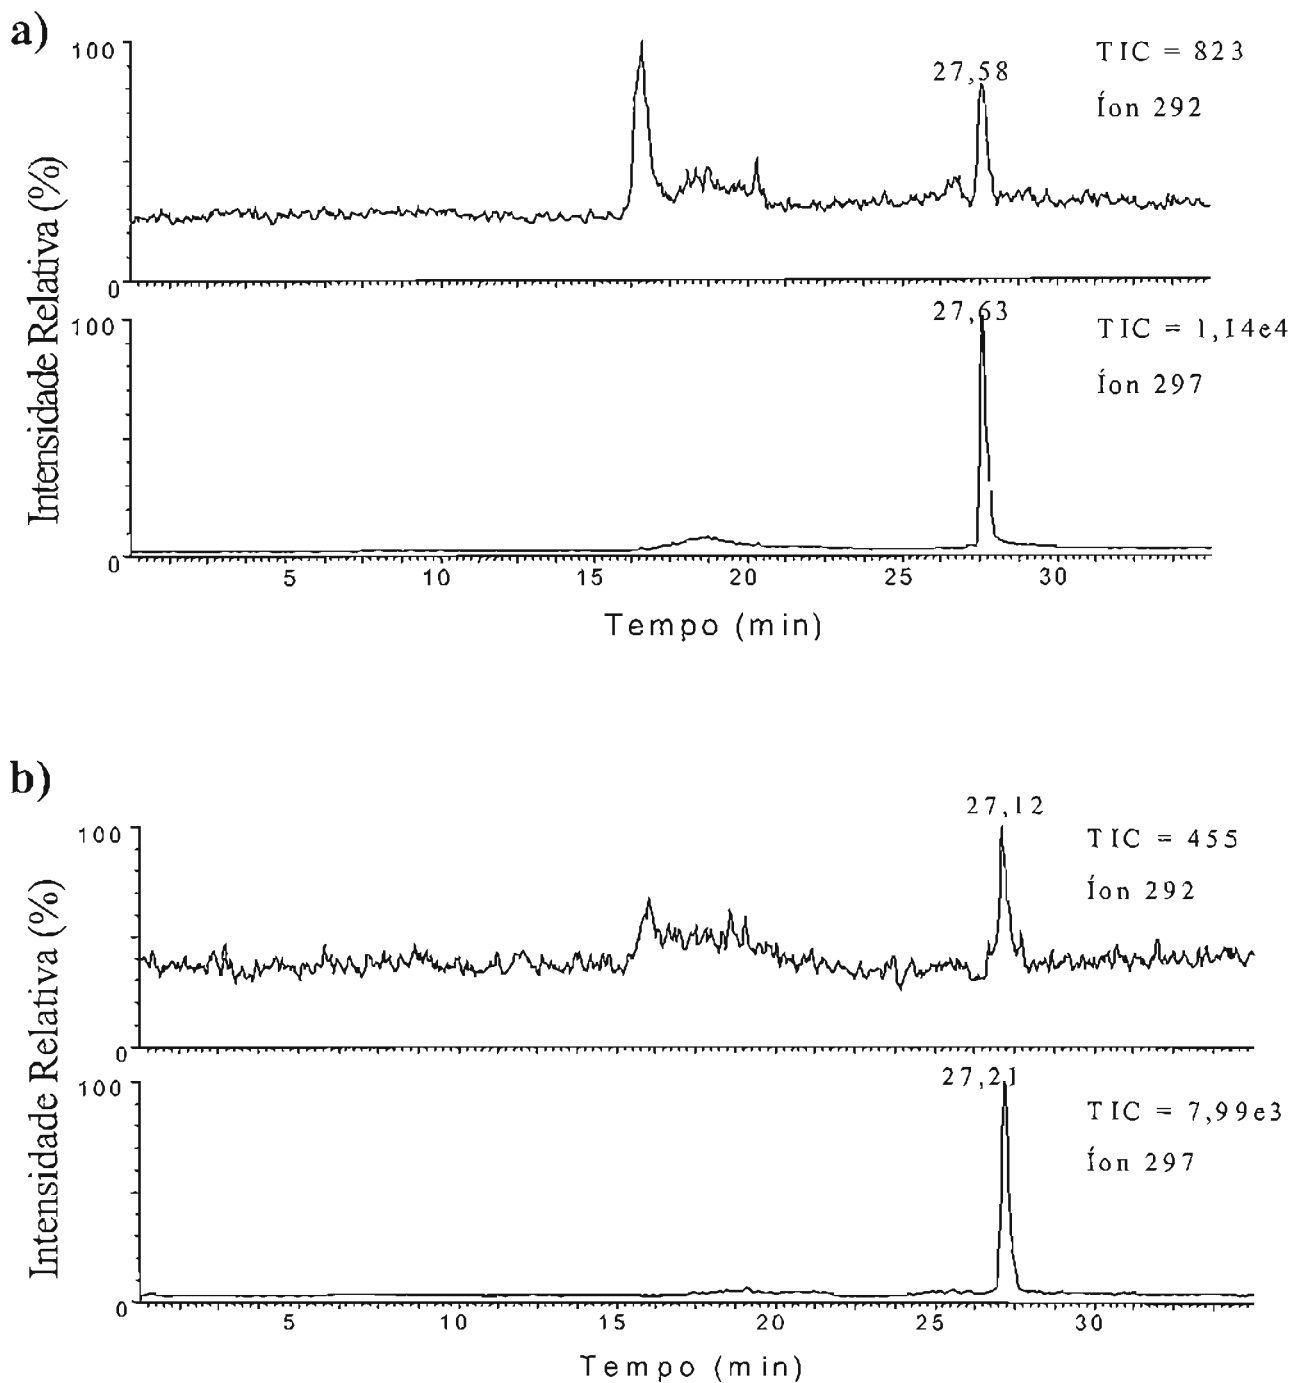 a)
100
27,58
TIC = 823
Íon 292
0
Intensidade Relativa (%)
100
27,63
TIC = 1,14e4
Íon 297
0
5 10 15 20 25 30
Tempo (min)
b)
100
27,12
TIC = 455
Íon 292
0
Intensidade Relativa (%)
100
27,21
TIC = 7,99e3
Íon 297
0
5 10 15 20 25 30
Tempo (min)